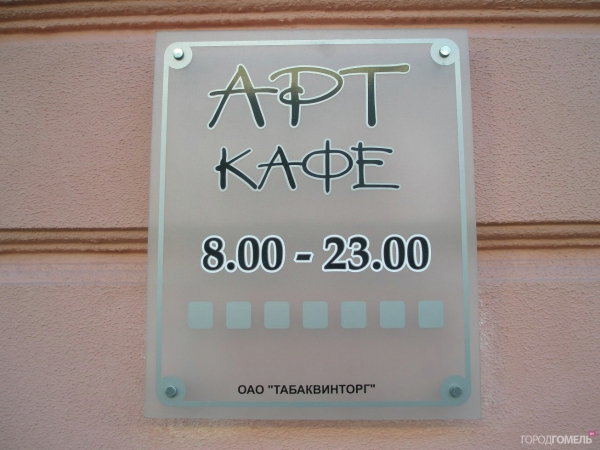 АРТ
КАФЕ
8.00 - 23.00
ОАО "ТАБАКВИНТОРГ"
ГОРОДГОМЕЛЬ